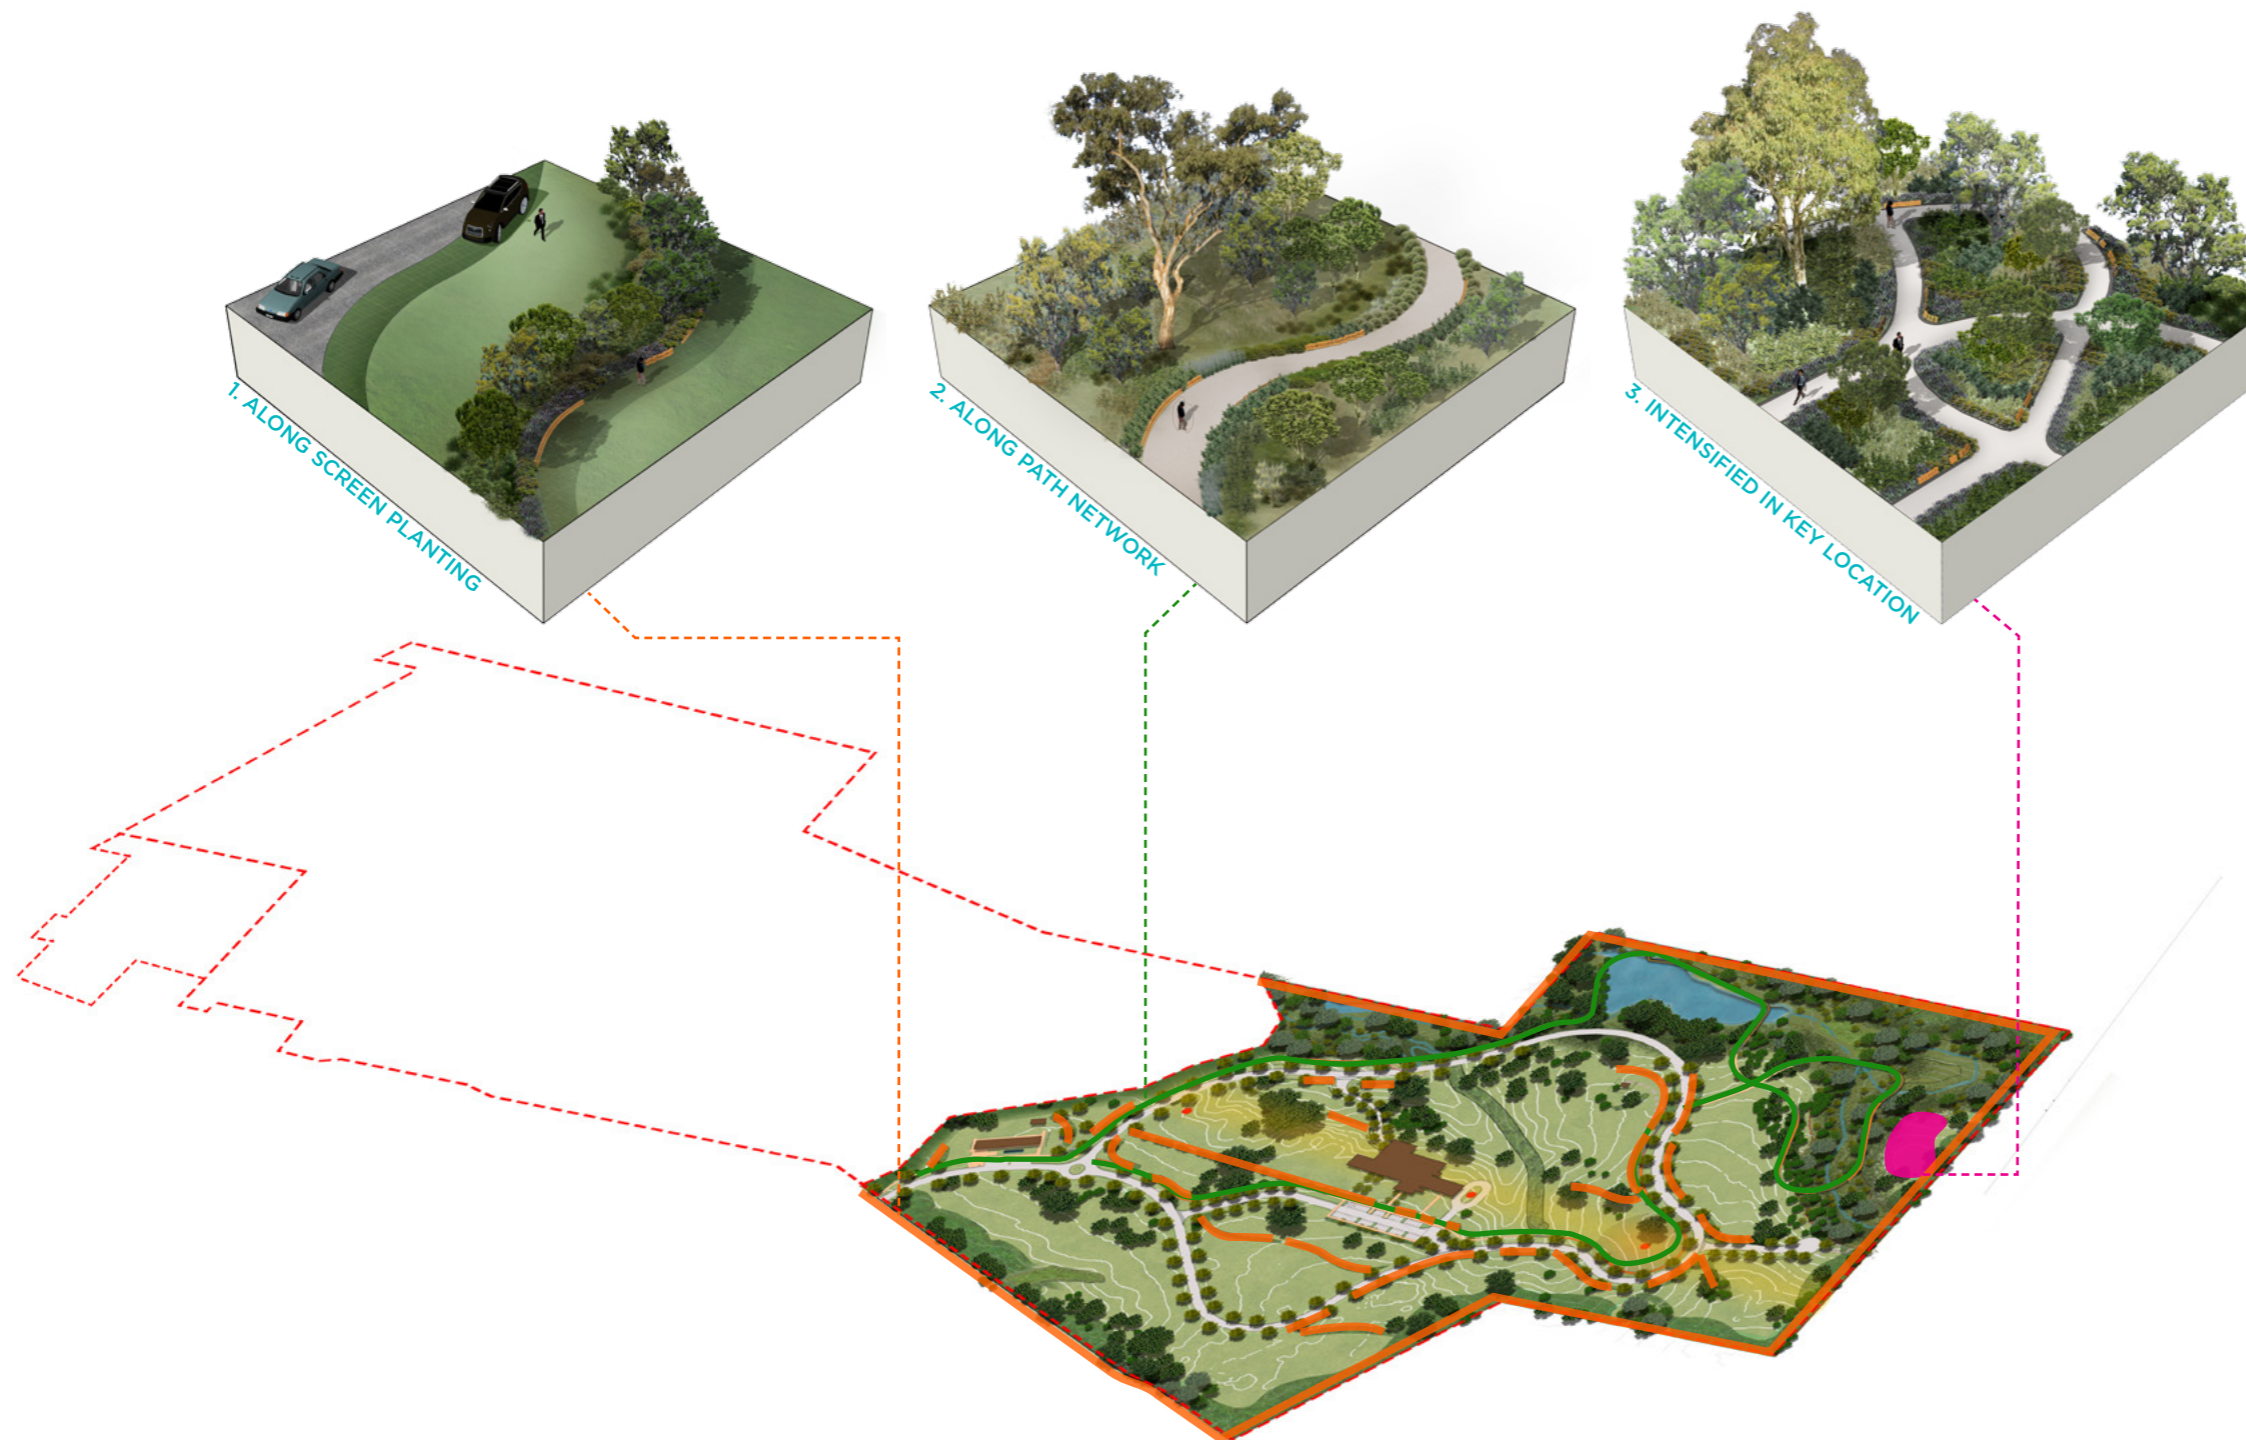 1. ALONG SCREEN PLANTING
2. ALONG PATH NETWORK
3. INTENSIFIED IN KEY LOCATION